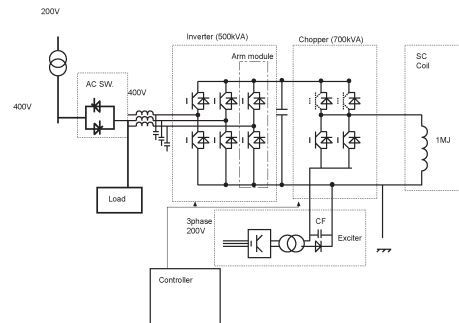 200V
Inverter (500kVA)
Chopper (700kVA)
Arm module
SC
Coil
AC SW.
400V
400V
1MJ
Load
3phase
200V
CF
Exciter
Controller